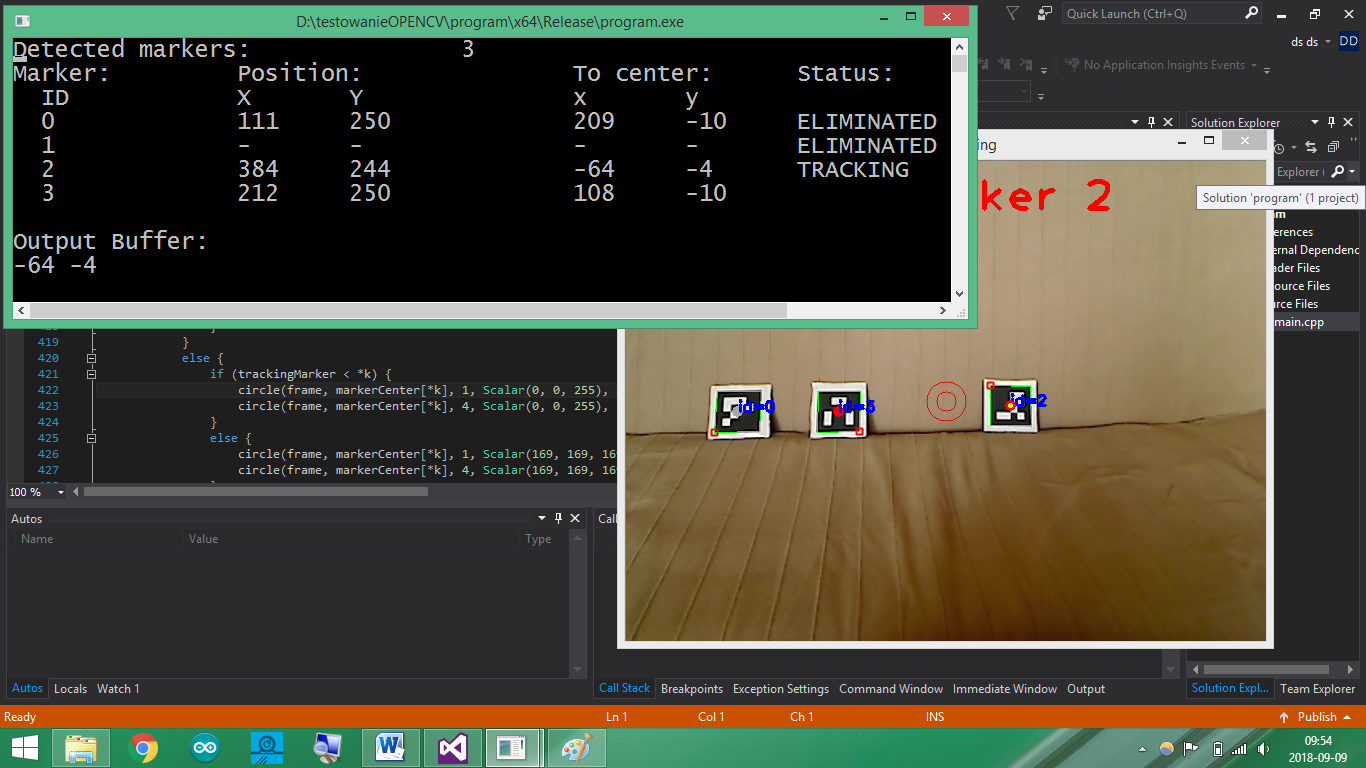 D:\testowanieOPENCV\program\x64\Release\program.exe
Quick Launch (Ctrl+Q)
ds ds DD
No Application Insights Events
Detected markers: 3
Marker: Position: To center: Status:
ID X Y x y
0 111 250 209 -10 ELIMINATED
1 - - - - ELIMINATED
2 384 244 -64 -4 TRACKING
3 212 250 108 -10
Output Buffer:
-64 -4
Solution Explorer
ing
Explorer (
ker 2
Solution 'program' (1 project)
am
erences
ernal Dependenc
ader Files
ource Files
rce Files
main.cpp
419 }
420 else {
421 if (trackingMarker < *k) {
422 circle(frame, markerCenter[*k], 1, Scalar(0, 0, 255),
423 circle(frame, markerCenter[*k], 4, Scalar(0, 0, 255),
424 }
425 else {
426 circle(frame, markerCenter[*k], 1, Scalar(169, 169, 169
427 circle(frame, markerCenter[*k], 4, Scalar(169, 169, 169
id=0
id=3
id=2
100 %
Autos
Name Value Type
Call
Autos Locals Watch 1
Call Stack Breakpoints Exception Settings Command Window Immediate Window Output
Solution Expl... Team Explorer
Ready Ln 1 Col 1 Ch 1 INS Publish
09:54
2018-09-09